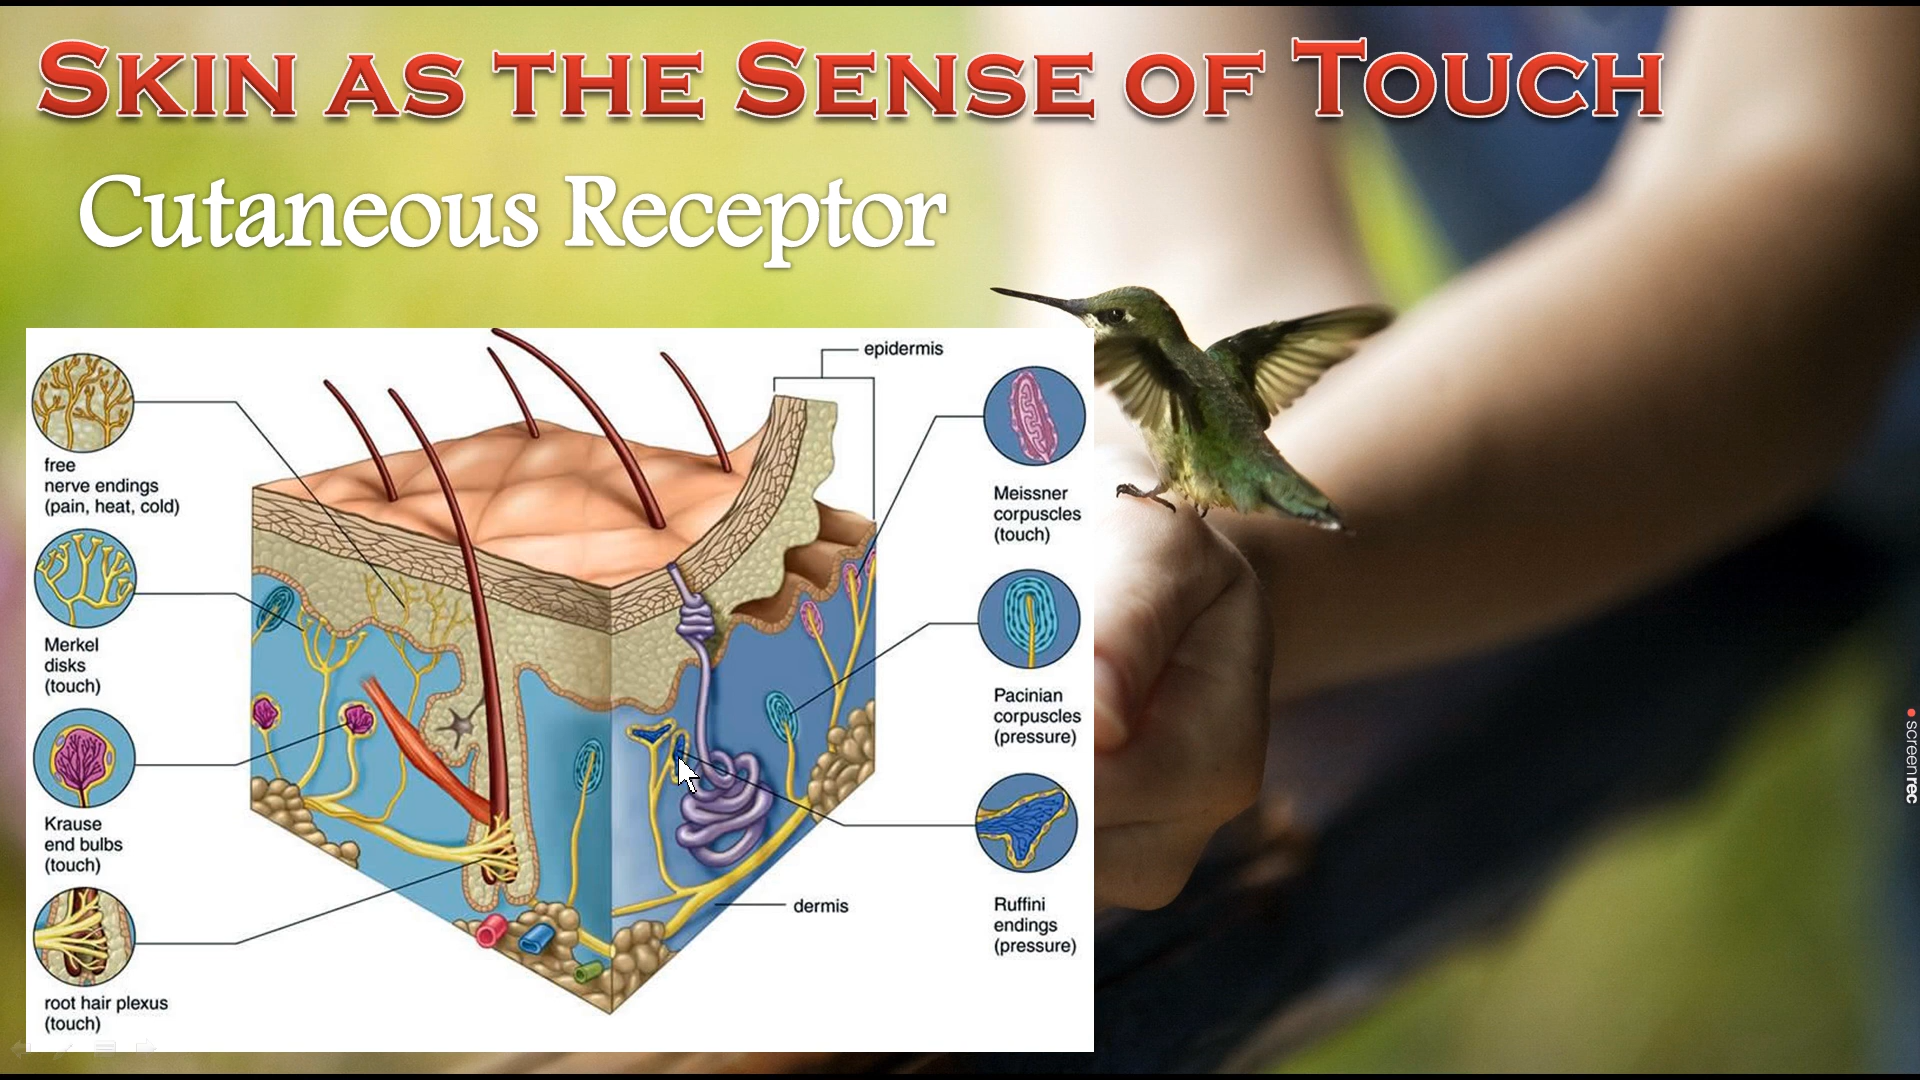 Skin as the Sense of Touch
Cutaneous Receptor
epidermis
free
nerve endings
(pain, heat, cold)
Merkel
disks
(touch)
Krause
end bulbs
(touch)
root hair plexus
(touch)
Meissner
corpuscles
(touch)
Pacinian
corpuscles
(pressure)
Ruffini
endings
(pressure)
dermis
screenrec